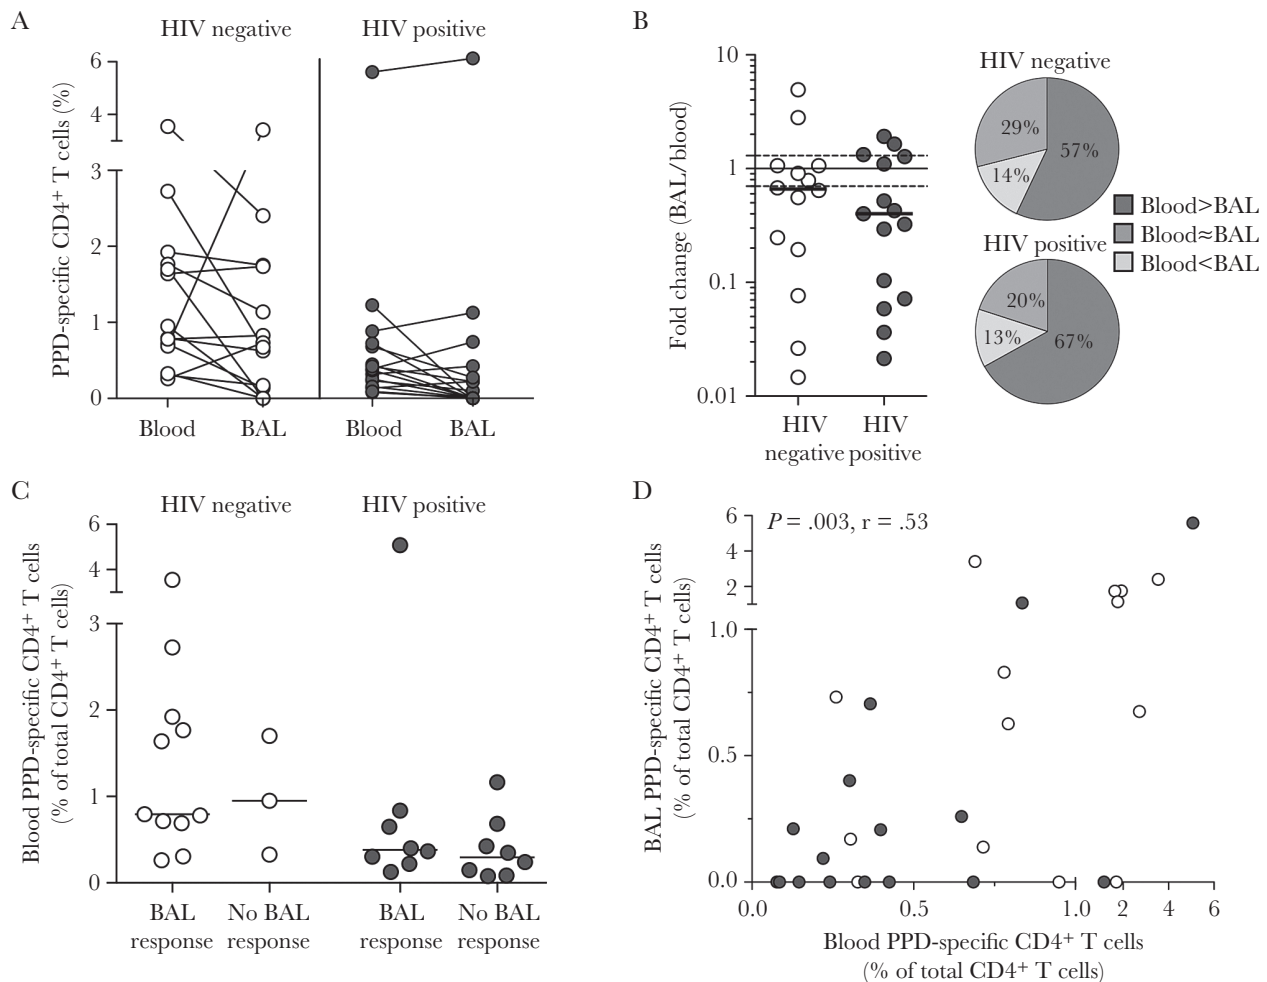 A
HIV negative
HIV positive
PPD-specific CD4+ T cells (%)
6
4
3
2
1
0
Blood
BAL
Blood
BAL
B
Fold change (BAL/blood)
10
1
0.1
0.01
HIV negative
HIV positive
HIV negative
29%
57%
14%
HIV positive
20%
13%
67%
Blood>BAL
Blood≈BAL
Blood<BAL
C
HIV negative
HIV positive
Blood PPD-specific CD4+ T cells
(% of total CD4+ T cells)
6
4
3
2
1
0
BAL response
No BAL response
BAL response
No BAL response
D
P = .003, r = .53
BAL PPD-specific CD4+ T cells
(% of total CD4+ T cells)
6
4
2
1.0
0.5
0.0
0.0
0.5
1.0
2
4
6
Blood PPD-specific CD4+ T cells
(% of total CD4+ T cells)